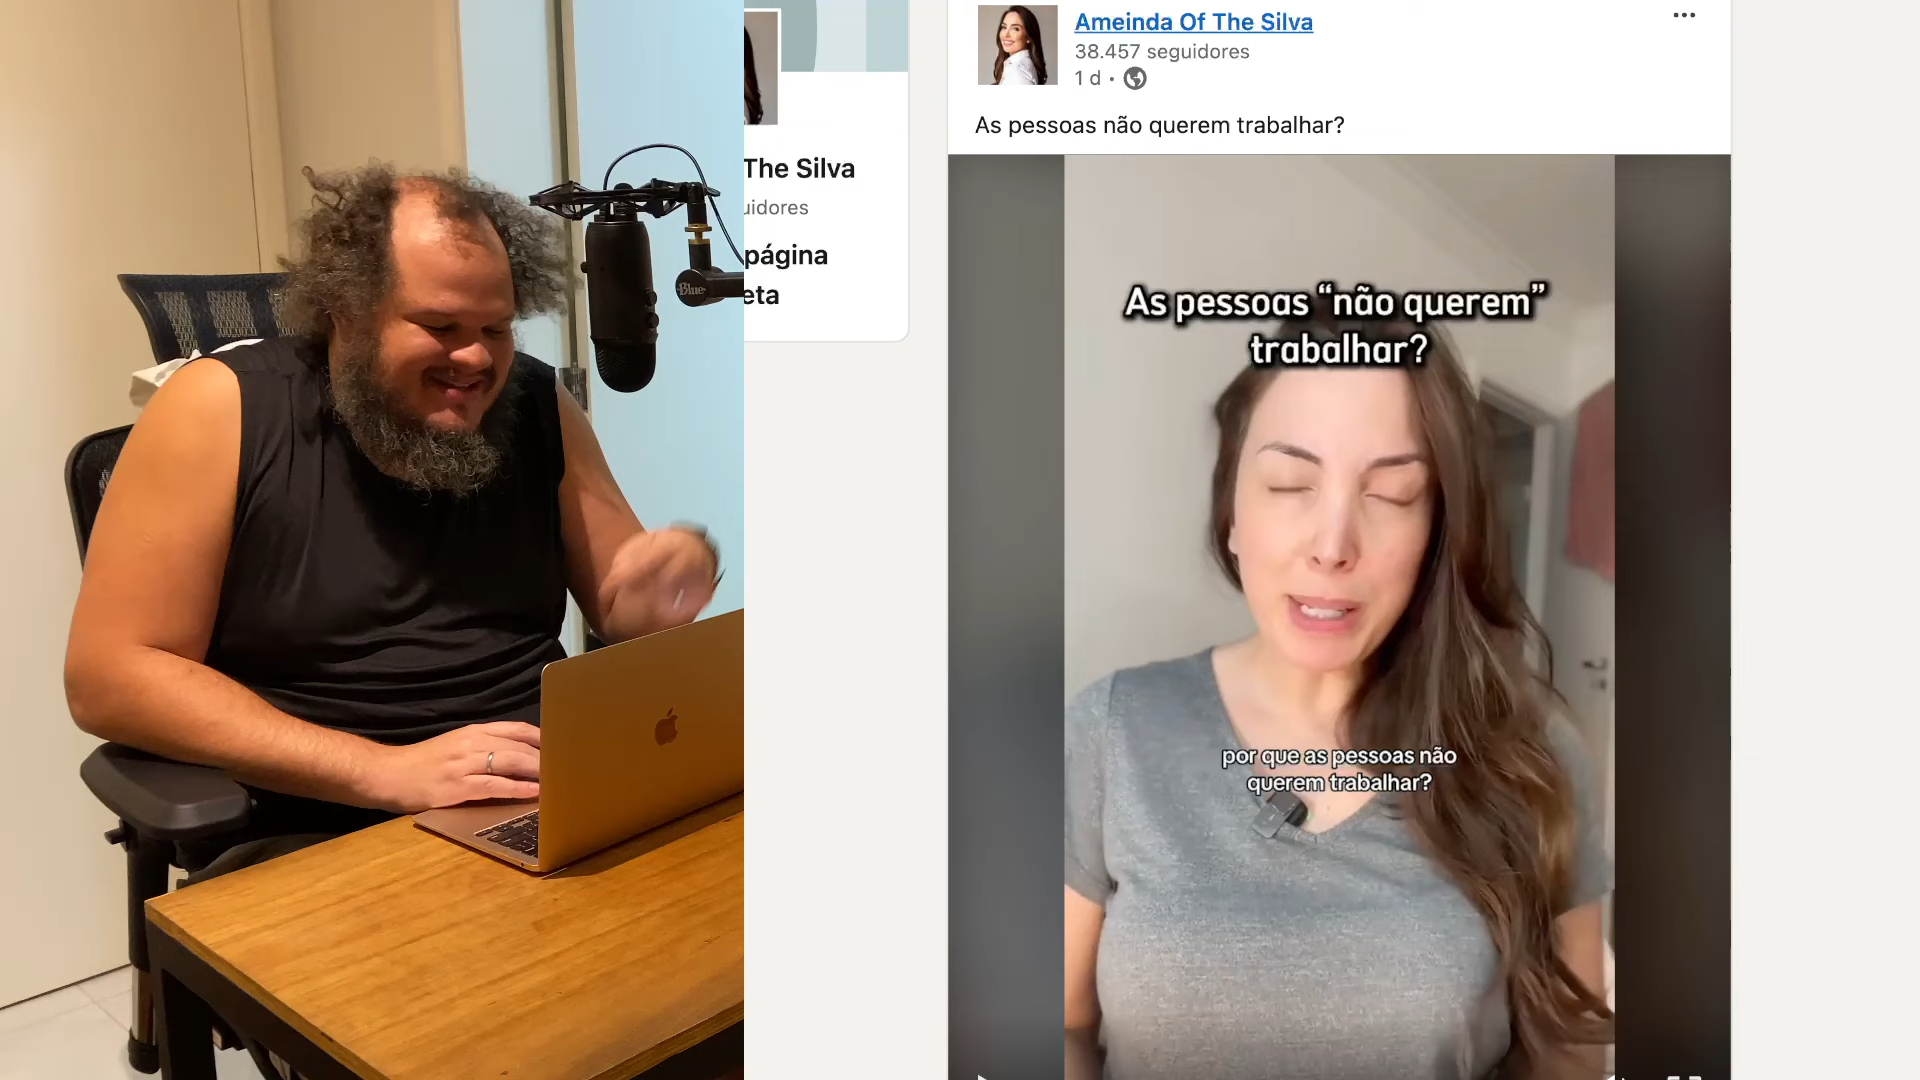 The Silva
uidores
página
eta
Blue
Ameinda Of The Silva
38.457 seguidores
1 d •
As pessoas não querem trabalhar?
As pessoas “não querem”
trabalhar?
por que as pessoas não
querem trabalhar?